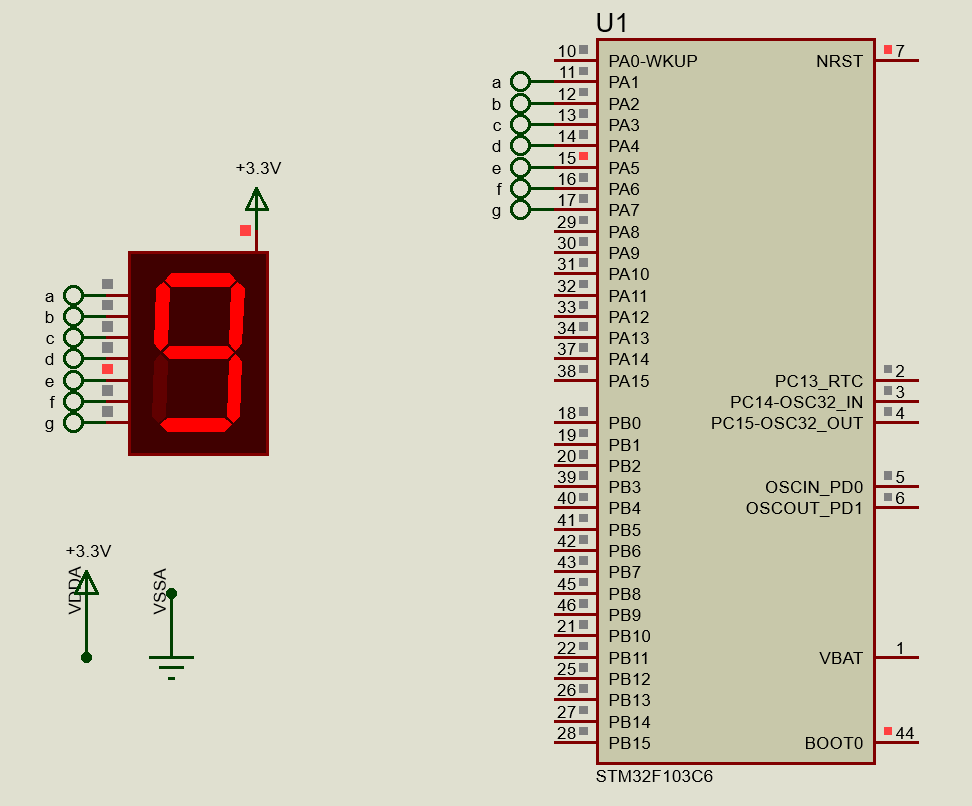 U1
10 PA0-WKUP NRST 7
a 11 PA1
b 12 PA2
c 13 PA3
d 14 PA4
e 15 PA5
f 16 PA6
g 17 PA7
29 PA8
30 PA9
31 PA10
32 PA11
33 PA12
34 PA13
37 PA14
38 PA15 PC13_RTC 2
PC14-OSC32_IN 3
18 PB0 PC15-OSC32_OUT 4
19 PB1
20 PB2
39 PB3 OSCIN_PD0 5
40 PB4 OSCOUT_PD1 6
41 PB5
42 PB6
43 PB7
45 PB8
46 PB9
21 PB10
22 PB11 VBAT 1
25 PB12
26 PB13
27 PB14
28 PB15 BOOT0 44
STM32F103C6
+3.3V
a
b
c
d
e
f
g
+3.3V
VDDA
VSSA